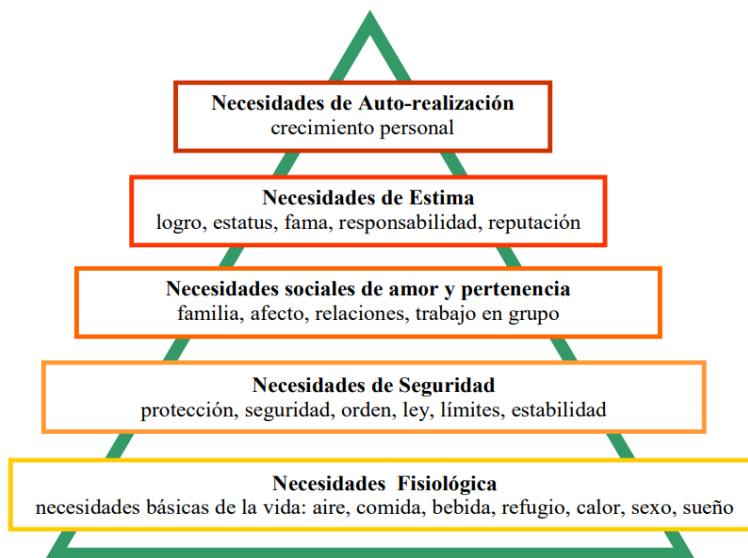 Necesidades de Auto-realización
crecimiento personal
Necesidades de Estima
logro, estatus, fama, responsabilidad, reputación
Necesidades sociales de amor y pertenencia
familia, afecto, relaciones, trabajo en grupo
Necesidades de Seguridad
protección, seguridad, orden, ley, límites, estabilidad
Necesidades Fisiológica
necesidades básicas de la vida: aire, comida, bebida, refugio, calor, sexo, sueño